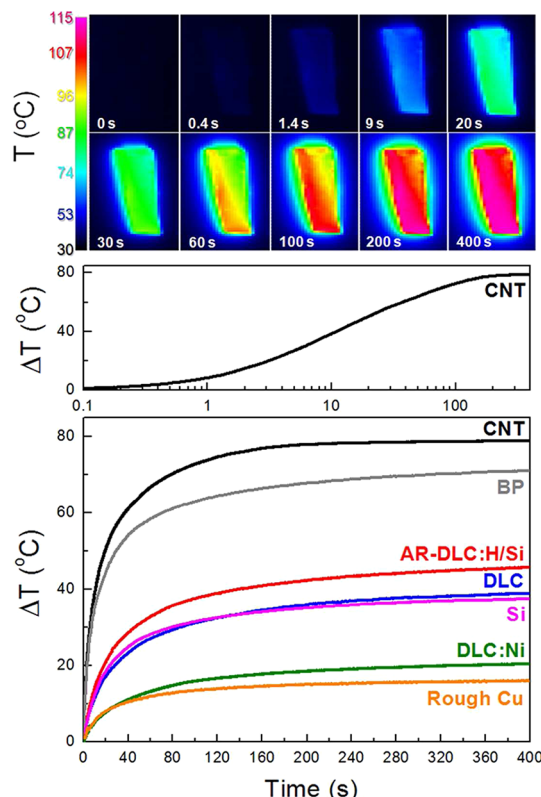 115
107
96
87
74
53
30
T (°C)
0 s
0.4 s
1.4 s
9 s
20 s
30 s
60 s
100 s
200 s
400 s
80
40
0
ΔT (°C)
CNT
0.1
1
10
100
80
60
40
20
0
ΔT (°C)
CNT
BP
AR-DLC:H/Si
DLC
Si
DLC:Ni
Rough Cu
0 40 80 120 160 200 240 280 320 360 400
Time (s)